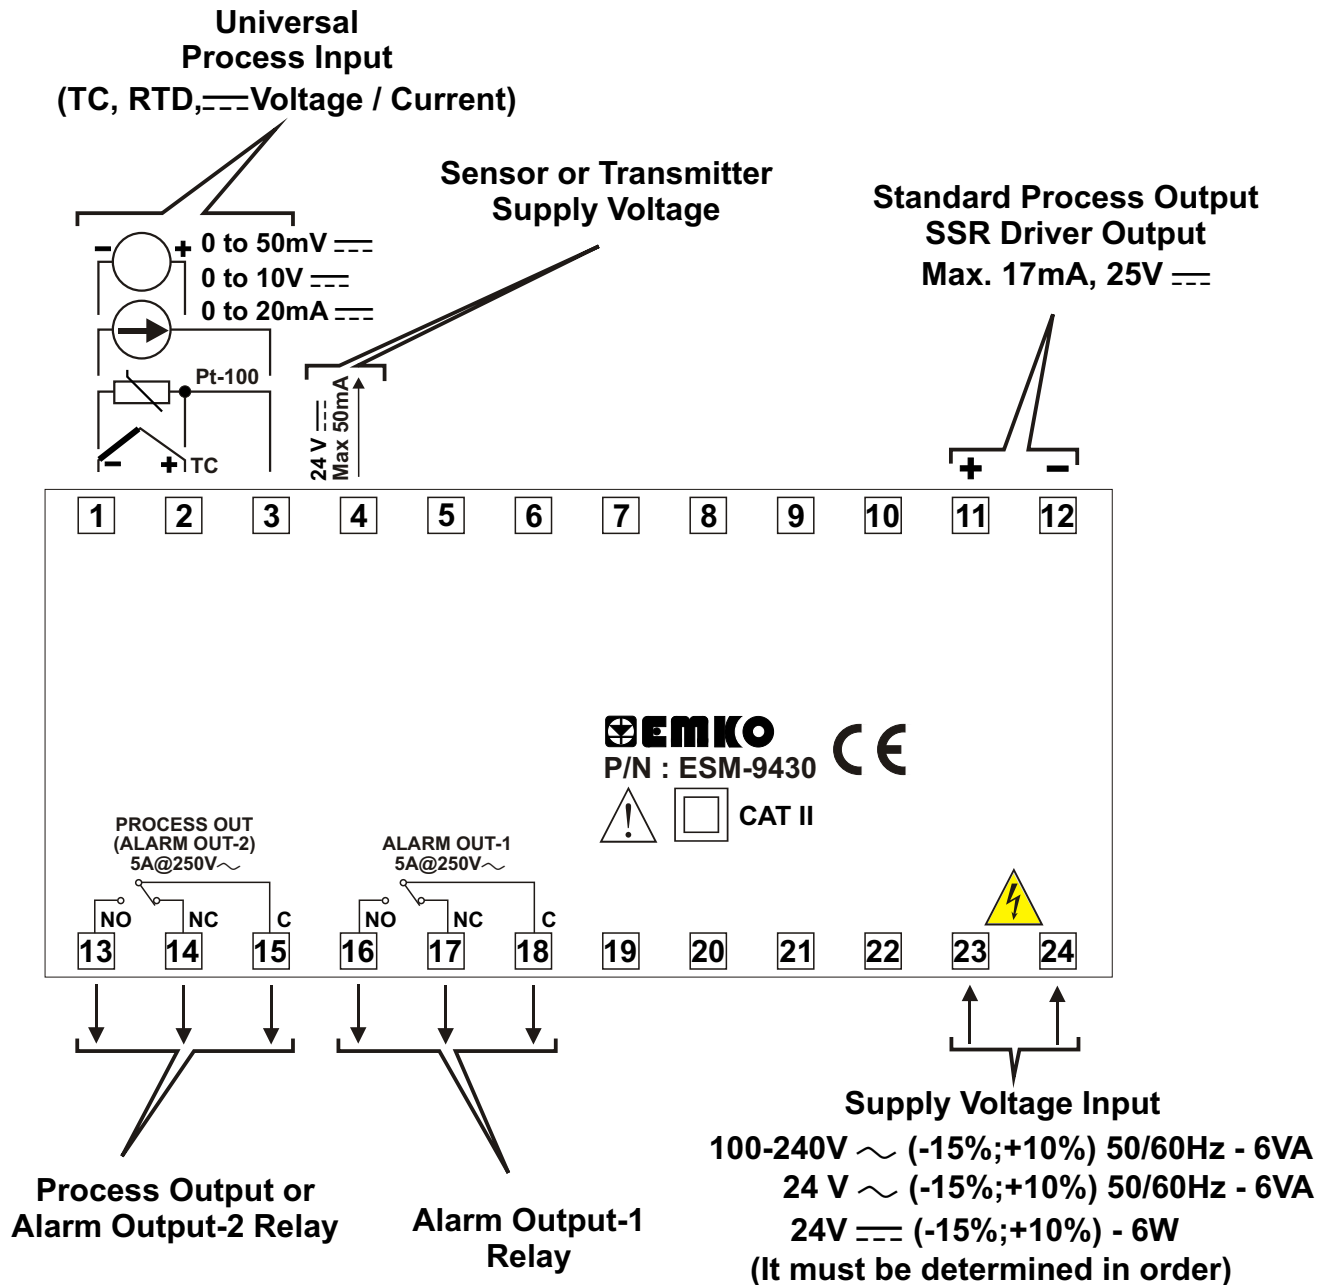 Universal
Process Input
(TC, RTD, ⎓ Voltage / Current)
Sensor or Transmitter
Supply Voltage
Standard Process Output
SSR Driver Output
Max. 17mA, 25V ⎓
- + 0 to 50mV ⎓
0 to 10V ⎓
0 to 20mA ⎓
Pt-100
- + TC
24 V ⎓
Max 50mA
+ -
1 2 3 4 5 6 7 8 9 10 11 12
EMKO CE
P/N : ESM-9430
! CAT II
PROCESS OUT
(ALARM OUT-2)
5A@250V ~
NO NC C
ALARM OUT-1
5A@250V ~
NO NC C
13 14 15 16 17 18 19 20 21 22 23 24
Process Output or
Alarm Output-2 Relay
Alarm Output-1
Relay
Supply Voltage Input
100-240V ~ (-15%;+10%) 50/60Hz - 6VA
24 V ~ (-15%;+10%) 50/60Hz - 6VA
24V ⎓ (-15%;+10%) - 6W
(It must be determined in order)